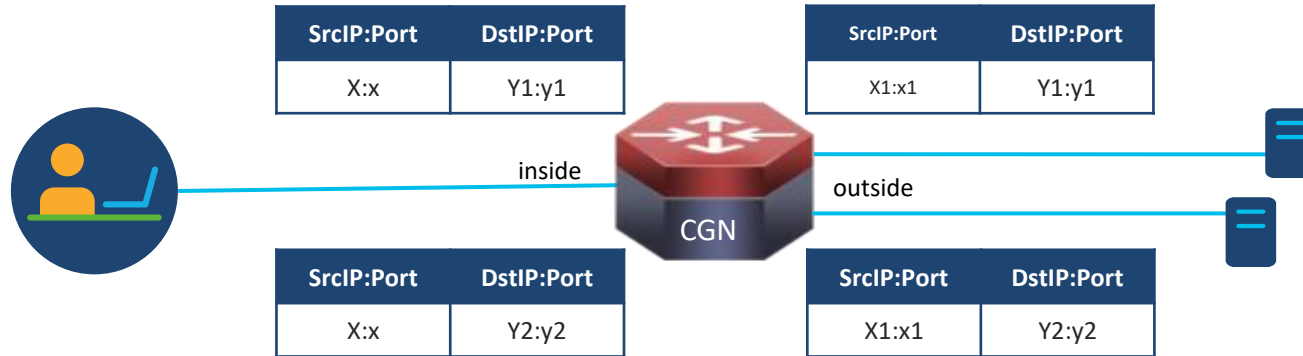 SrcIP:Port DstIP:Port
X:x Y1:y1
SrcIP:Port DstIP:Port
X1:x1 Y1:y1
inside
outside
CGN
SrcIP:Port DstIP:Port
X:x Y2:y2
SrcIP:Port DstIP:Port
X1:x1 Y2:y2